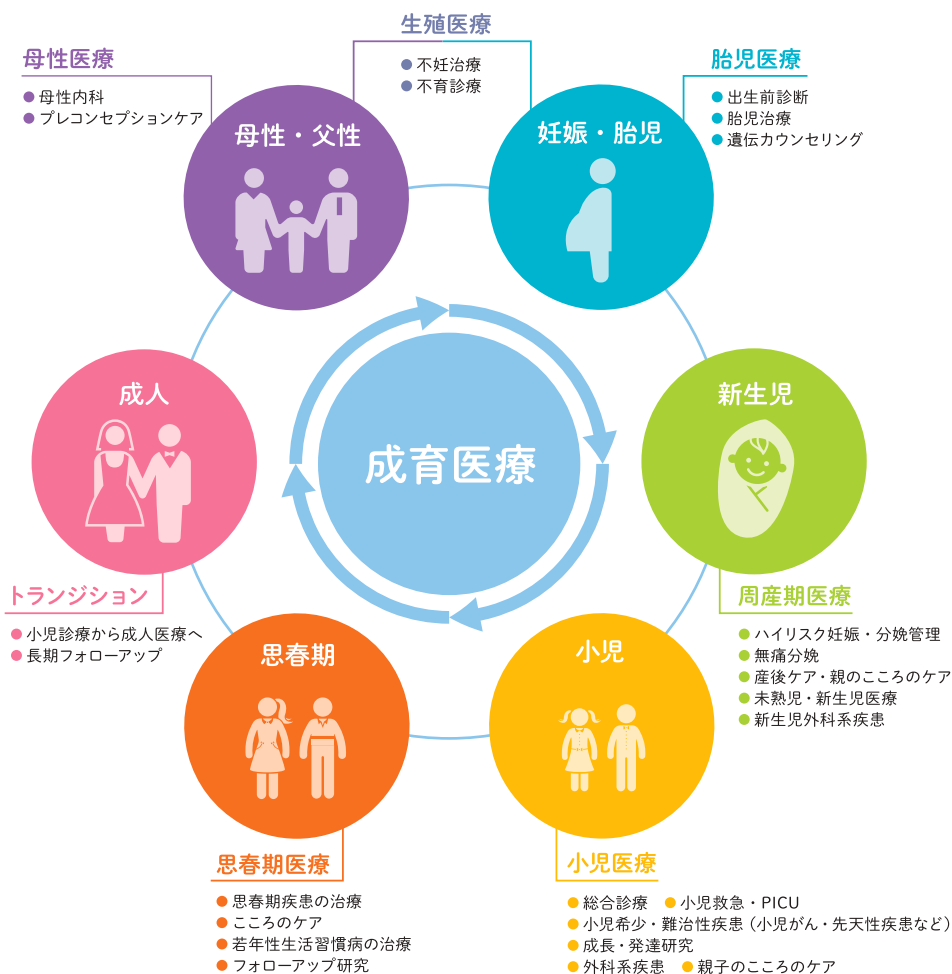 生殖医療
不妊治療
不育診療
母性医療
母性内科
プレコンセプションケア
胎児医療
出生前診断
胎児治療
遺伝カウンセリング
母性・父性
妊娠・胎児
成人
新生児
成育医療
トランジション
小児診療から成人医療へ
長期フォローアップ
周産期医療
ハイリスク妊娠・分娩管理
無痛分娩
産後ケア・親のこころのケア
未熟児・新生児医療
新生児外科系疾患
思春期
小児
思春期医療
思春期疾患の治療
こころのケア
若年性生活習慣病の治療
フォローアップ研究
小児医療
総合診療 小児救急・PICU
小児希少・難治性疾患（小児がん・先天性疾患など）
成長・発達研究
外科系疾患 親子のこころのケア